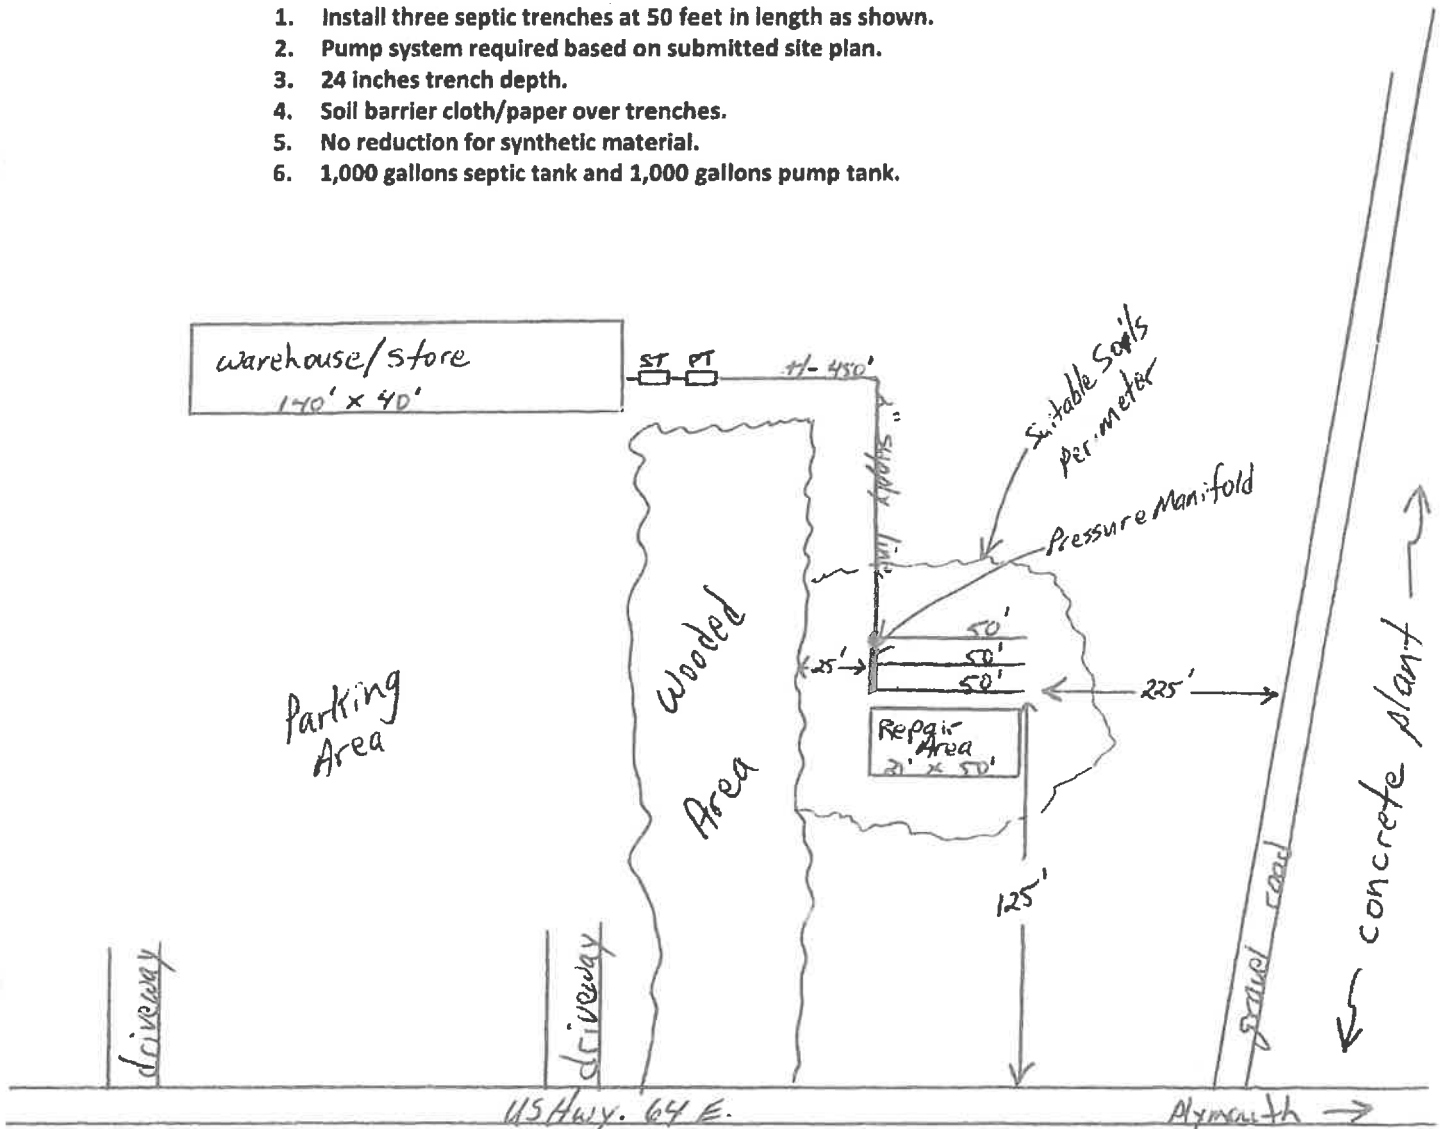 1. Install three septic trenches at 50 feet in length as shown.
2. Pump system required based on submitted site plan.
3. 24 inches trench depth.
4. Soil barrier cloth/paper over trenches.
5. No reduction for synthetic material.
6. 1,000 gallons septic tank and 1,000 gallons pump tank.
warehouse/store
140' x 40'
ST PT
+/- 450'
2" supply line
Suitable Soils
perimeter
Pressure Manifold
50'
50'
50'
25'
225'
Repair
Area
21' x 50'
Wooded
Area
Parking
Area
125'
concrete plant
gravel road
driveway
driveway
US Hwy. 64 E.
Plymouth